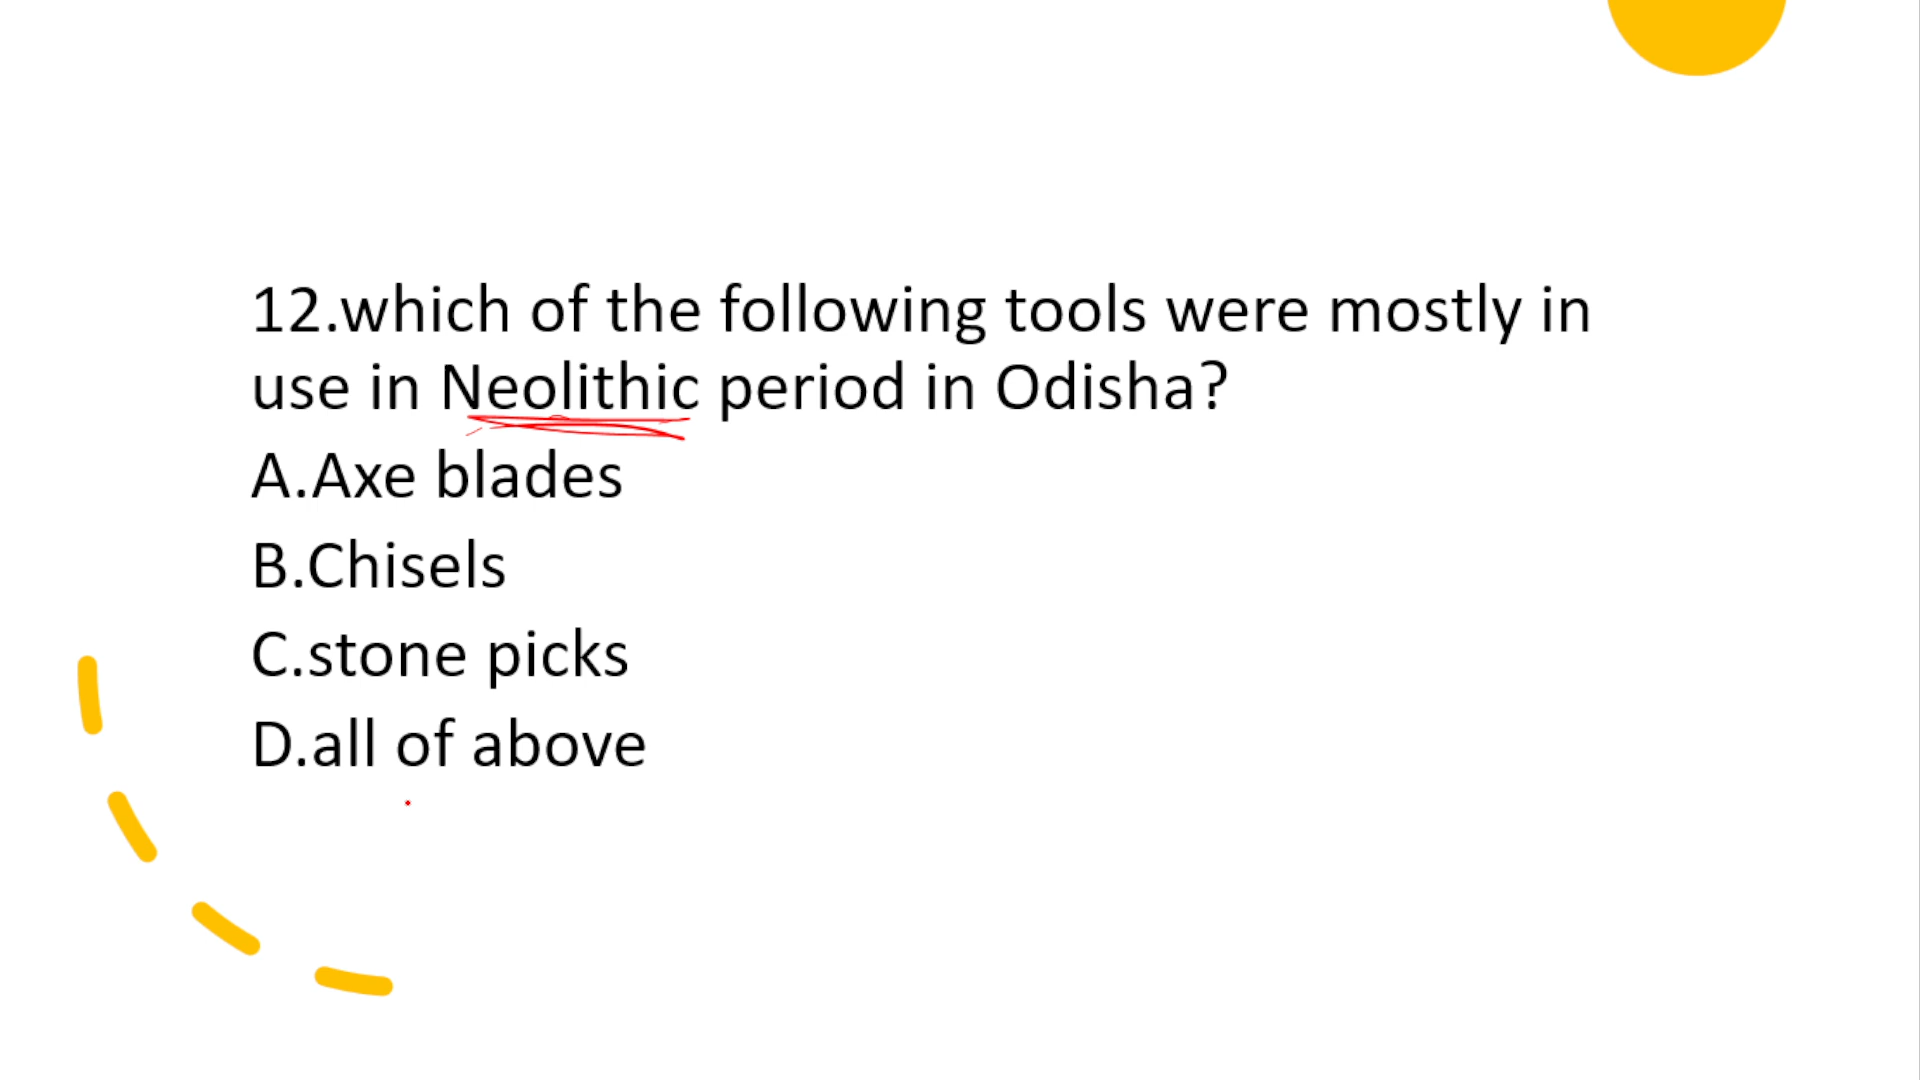 12.which of the following tools were mostly in
use in Neolithic period in Odisha?
A.Axe blades
B.Chisels
C.stone picks
D.all of above